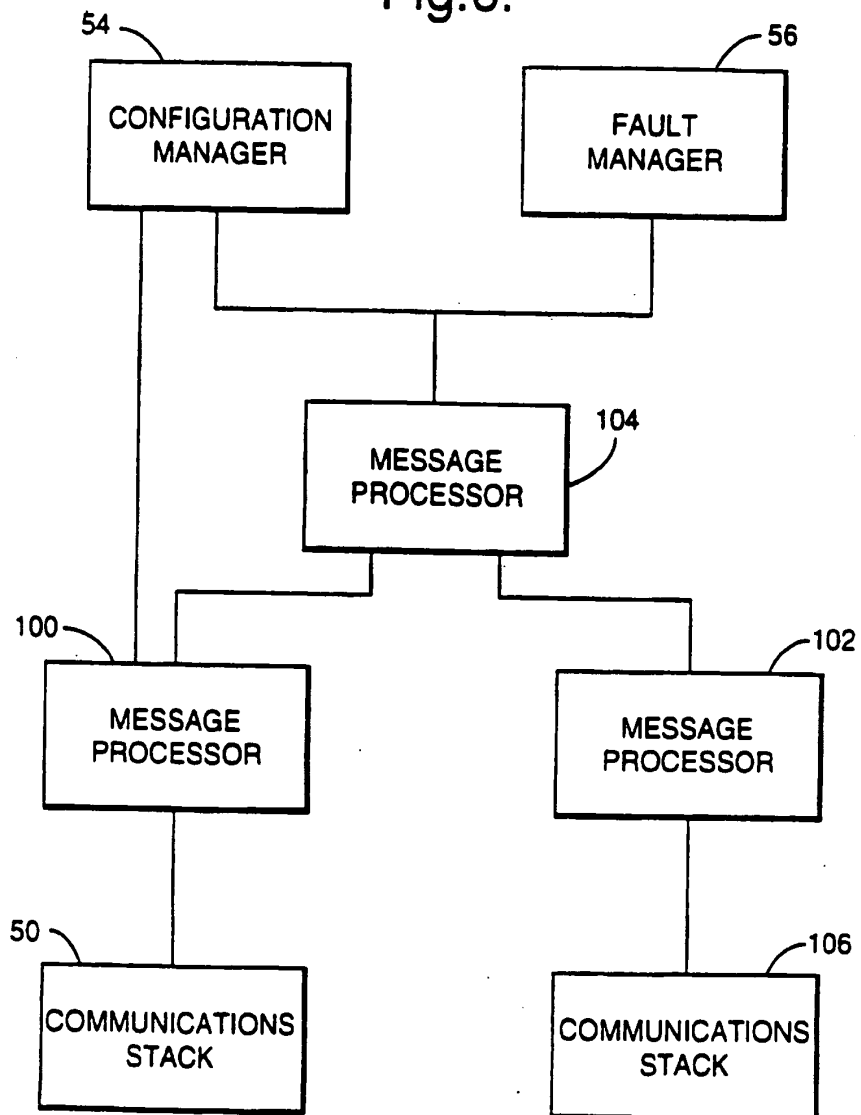 54
56
CONFIGURATION
MANAGER
FAULT
MANAGER
104
MESSAGE
PROCESSOR
100
102
MESSAGE
PROCESSOR
MESSAGE
PROCESSOR
50
106
COMMUNICATIONS
STACK
COMMUNICATIONS
STACK